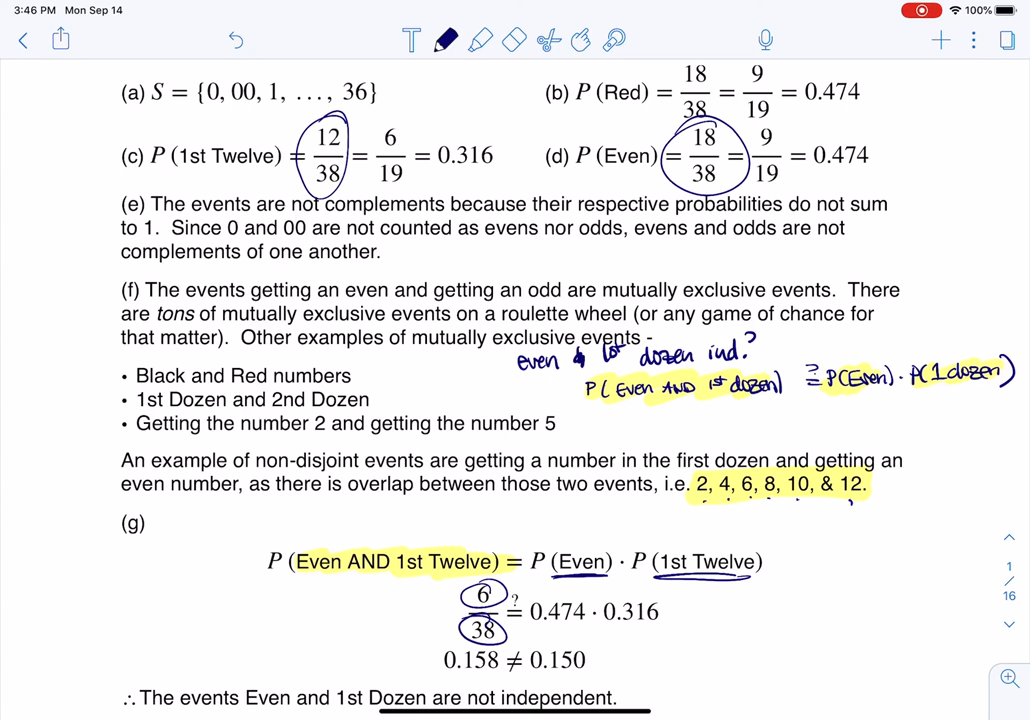 3:46 PM Mon Sep 14
100%
T
(a) S = {0, 00, 1, …, 36}
(b) P (Red) = 18/38 = 9/19 = 0.474
(c) P (1st Twelve) = 12/38 = 6/19 = 0.316
(d) P (Even) = 18/38 = 9/19 = 0.474
(e) The events are not complements because their respective probabilities do not sum
to 1. Since 0 and 00 are not counted as evens nor odds, evens and odds are not
complements of one another.
(f) The events getting an even and getting an odd are mutually exclusive events. There
are tons of mutually exclusive events on a roulette wheel (or any game of chance for
that matter). Other examples of mutually exclusive events -
even & 1st dozen ind.?
P(Even AND 1st dozen) ?= P(Even) · P(1 dozen)
• Black and Red numbers
• 1st Dozen and 2nd Dozen
• Getting the number 2 and getting the number 5
An example of non-disjoint events are getting a number in the first dozen and getting an
even number, as there is overlap between those two events, i.e. 2, 4, 6, 8, 10, & 12.
(g)
P (Even AND 1st Twelve) = P (Even) · P (1st Twelve)
6/38 ?= 0.474 · 0.316
0.158 ≠ 0.150
∴ The events Even and 1st Dozen are not independent.
1
/
16